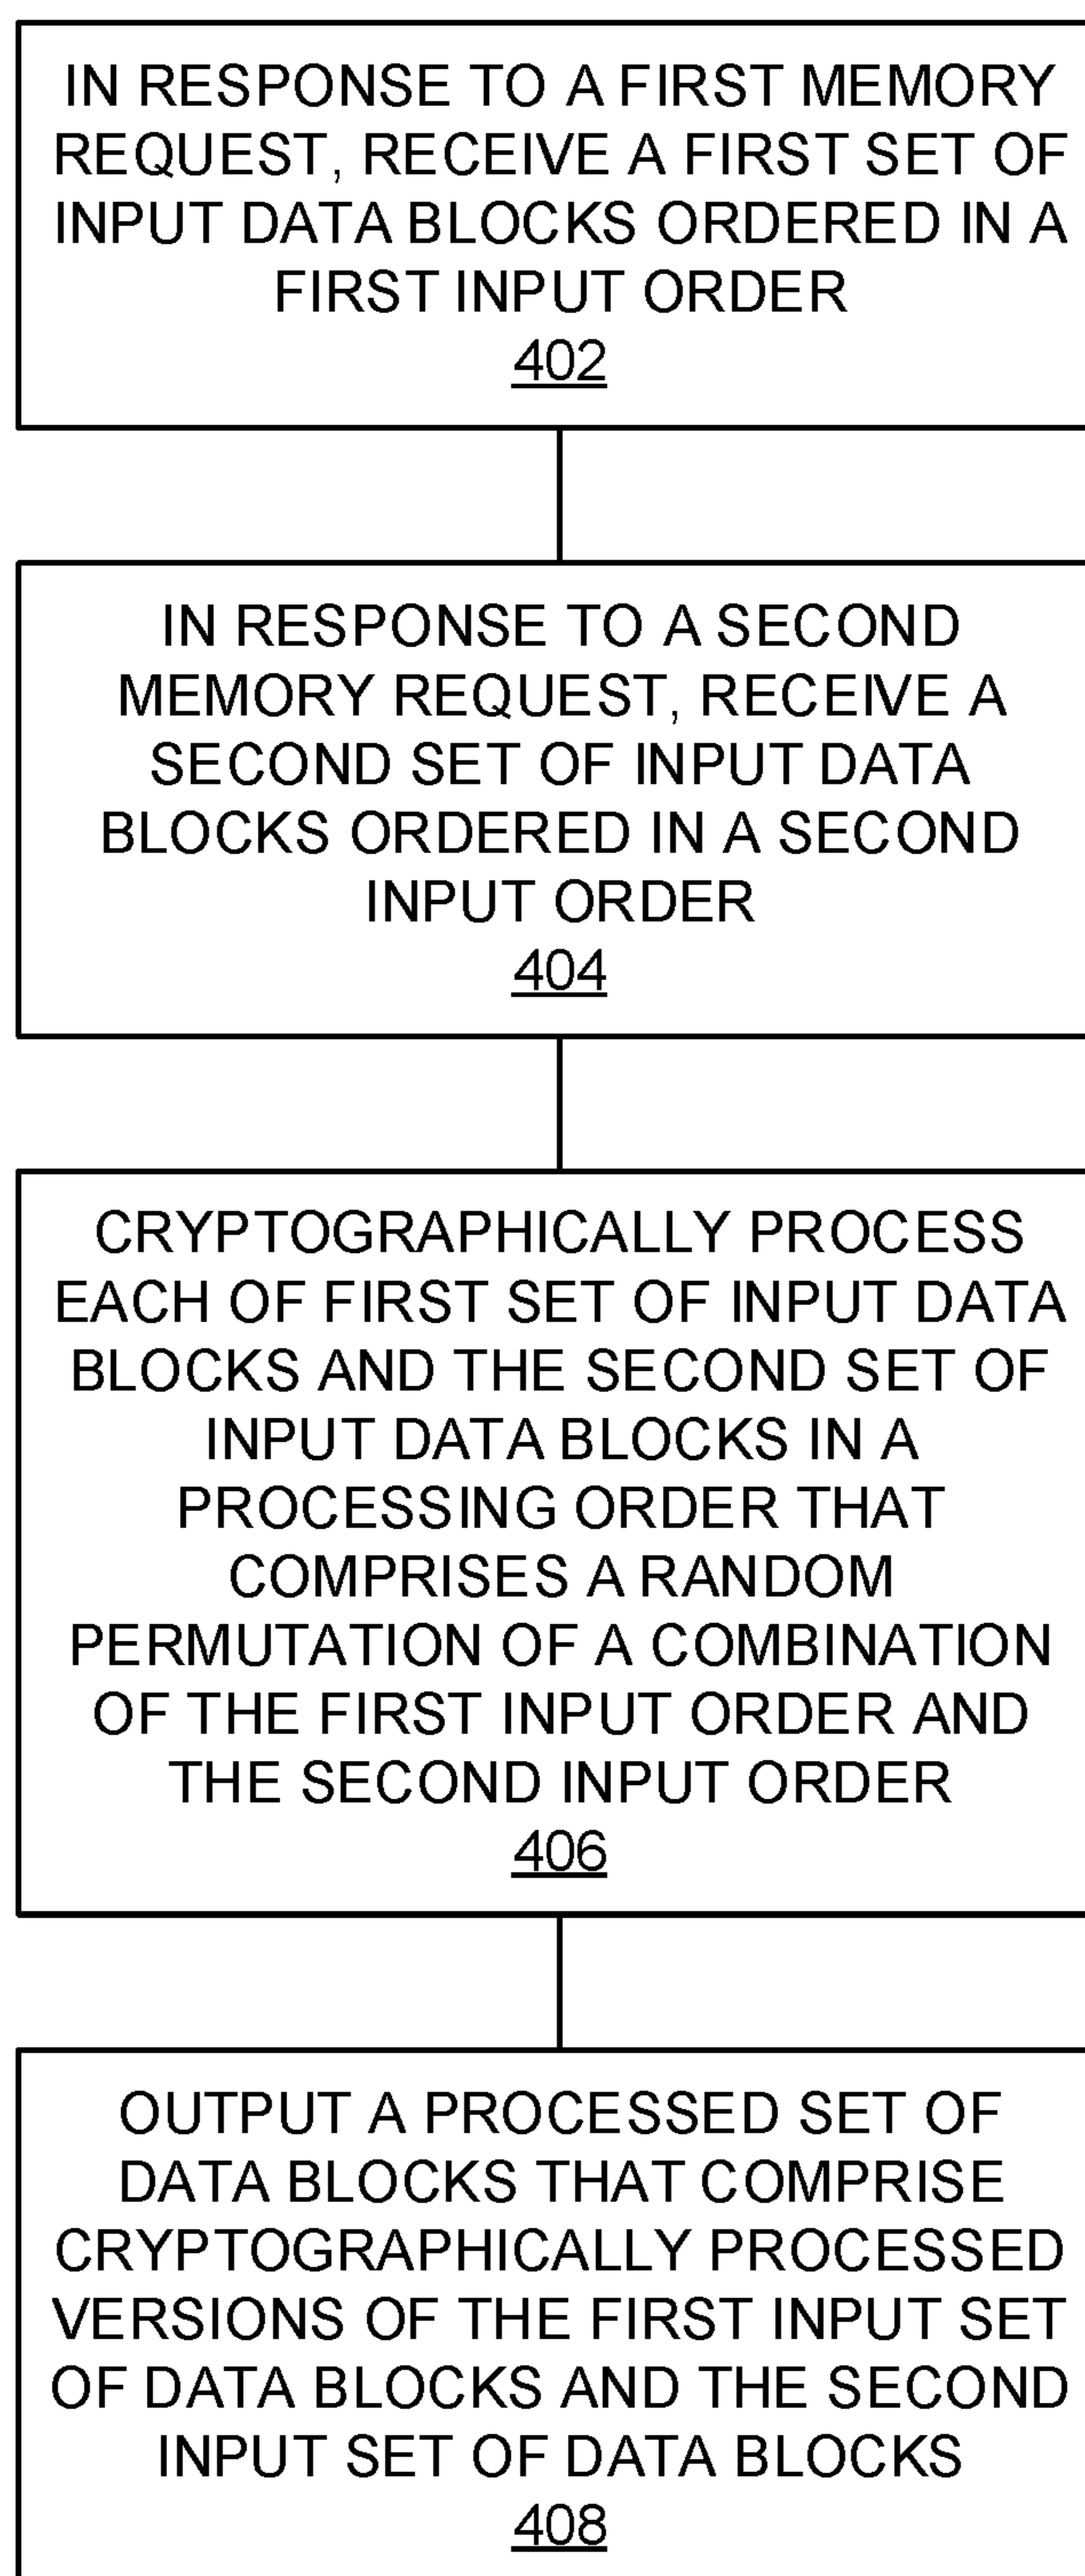 IN RESPONSE TO A FIRST MEMORY
REQUEST, RECEIVE A FIRST SET OF
INPUT DATA BLOCKS ORDERED IN A
FIRST INPUT ORDER
402
IN RESPONSE TO A SECOND
MEMORY REQUEST, RECEIVE A
SECOND SET OF INPUT DATA
BLOCKS ORDERED IN A SECOND
INPUT ORDER
404
CRYPTOGRAPHICALLY PROCESS
EACH OF FIRST SET OF INPUT DATA
BLOCKS AND THE SECOND SET OF
INPUT DATA BLOCKS IN A
PROCESSING ORDER THAT
COMPRISES A RANDOM
PERMUTATION OF A COMBINATION
OF THE FIRST INPUT ORDER AND
THE SECOND INPUT ORDER
406
OUTPUT A PROCESSED SET OF
DATA BLOCKS THAT COMPRISE
CRYPTOGRAPHICALLY PROCESSED
VERSIONS OF THE FIRST INPUT SET
OF DATA BLOCKS AND THE SECOND
INPUT SET OF DATA BLOCKS
408